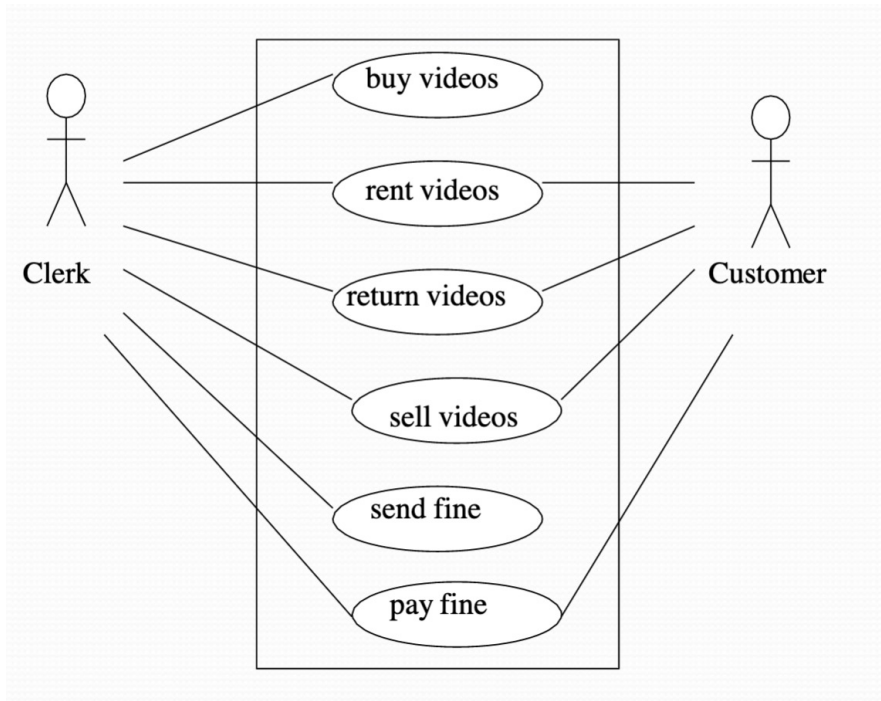 buy videos
rent videos
Clerk
Customer
return videos
sell videos
send fine
pay fine